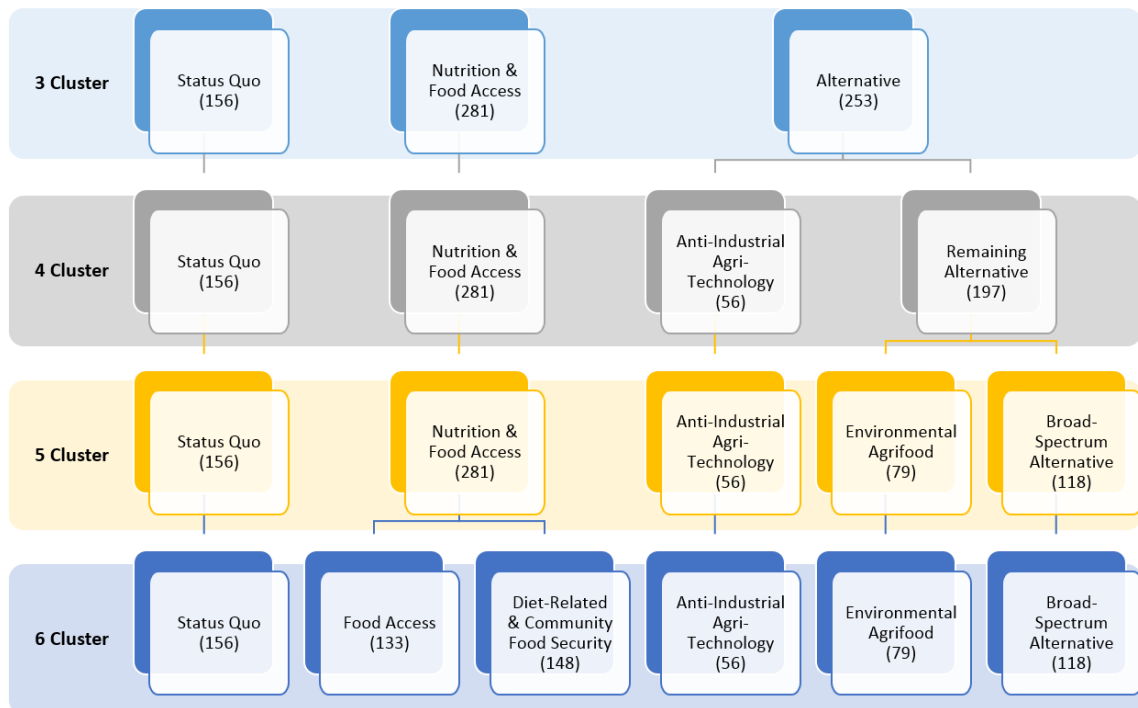 3 Cluster
Status Quo
(156)
Nutrition &
Food Access
(281)
Alternative
(253)
4 Cluster
Status Quo
(156)
Nutrition &
Food Access
(281)
Anti-Industrial
Agri-
Technology
(56)
Remaining
Alternative
(197)
5 Cluster
Status Quo
(156)
Nutrition &
Food Access
(281)
Anti-Industrial
Agri-
Technology
(56)
Environmental
Agrifood
(79)
Broad-
Spectrum
Alternative
(118)
6 Cluster
Status Quo
(156)
Food Access
(133)
Diet-Related
& Community
Food Security
(148)
Anti-Industrial
Agri-
Technology
(56)
Environmental
Agrifood
(79)
Broad-
Spectrum
Alternative
(118)